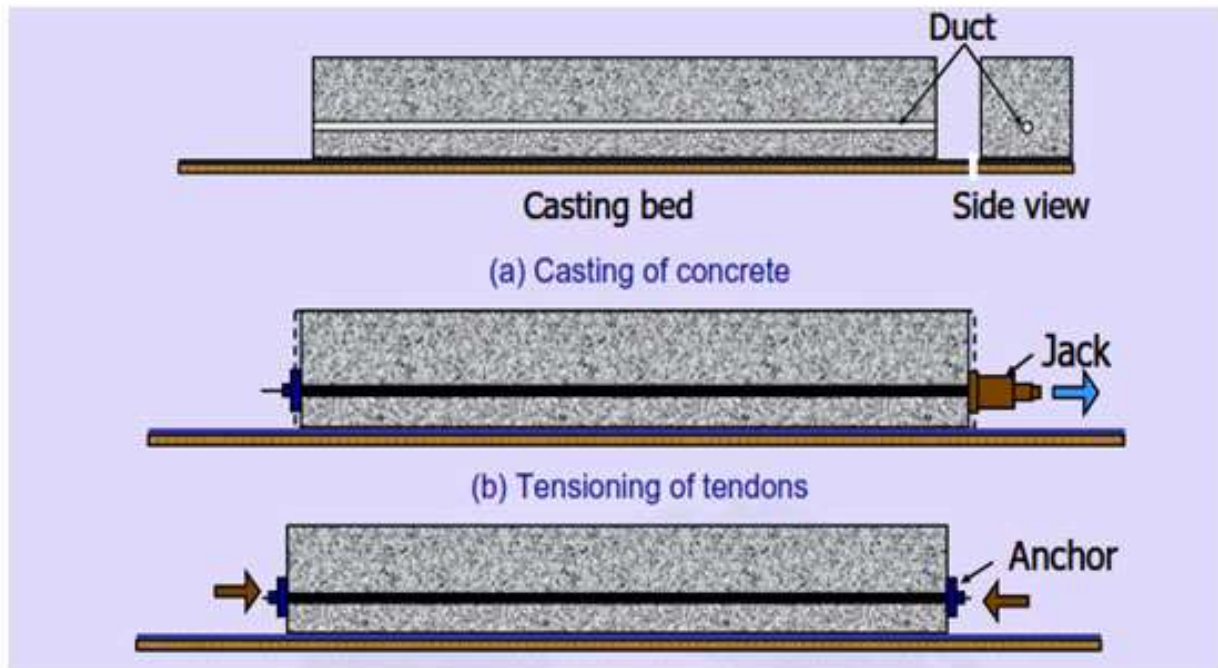 Duct
Casting bed
Side view
(a) Casting of concrete
Jack
(b) Tensioning of tendons
Anchor